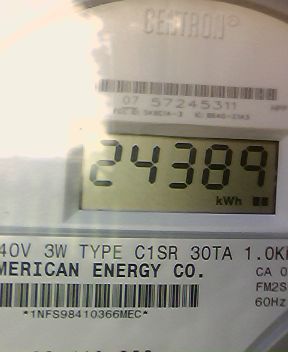 CENTRON®
07 57245311
24389
kWh
40V 3W TYPE C1SR 30TA 1.0K
MERICAN ENERGY CO.
CA 0
FM2S
60Hz
*1NFS98410366MEC*